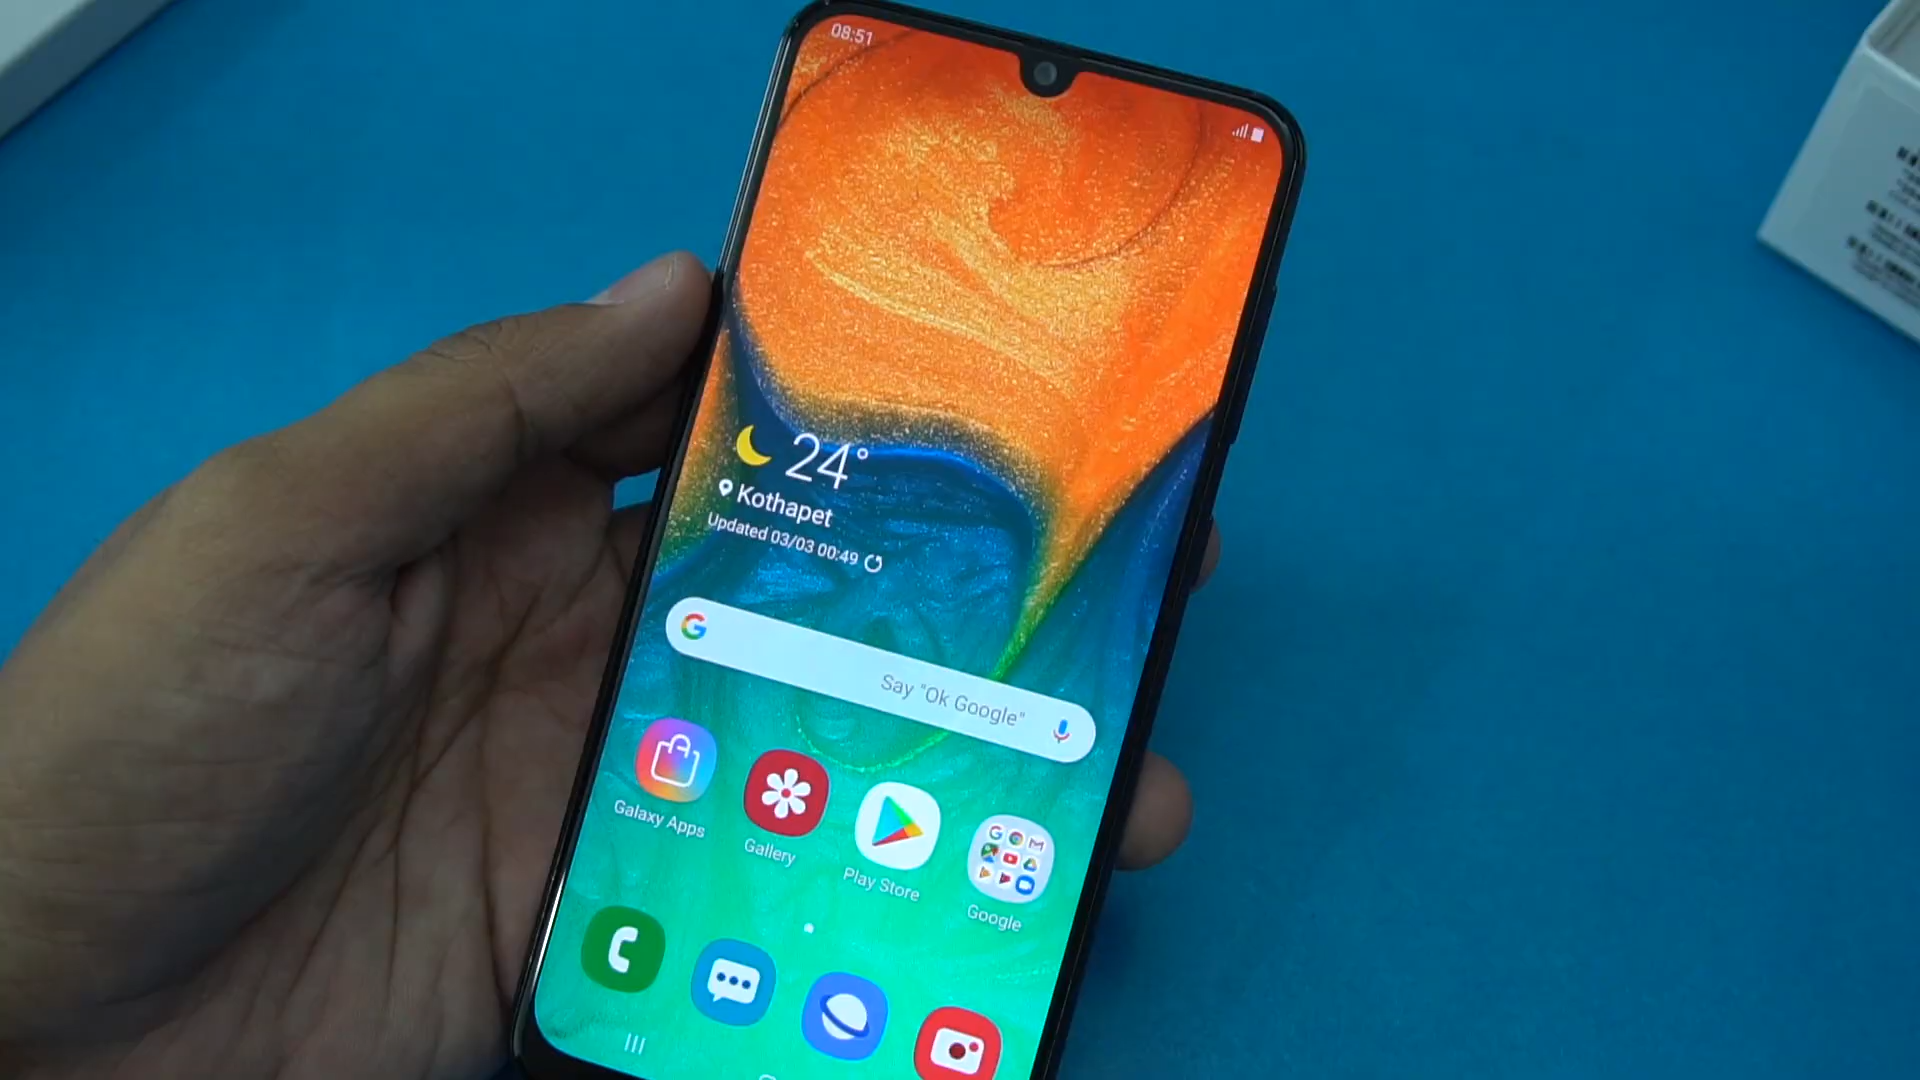 08:51
24°
Kothapet
Updated 03/03 00:49
Say "Ok Google"
Galaxy Apps
Gallery
Play Store
Google